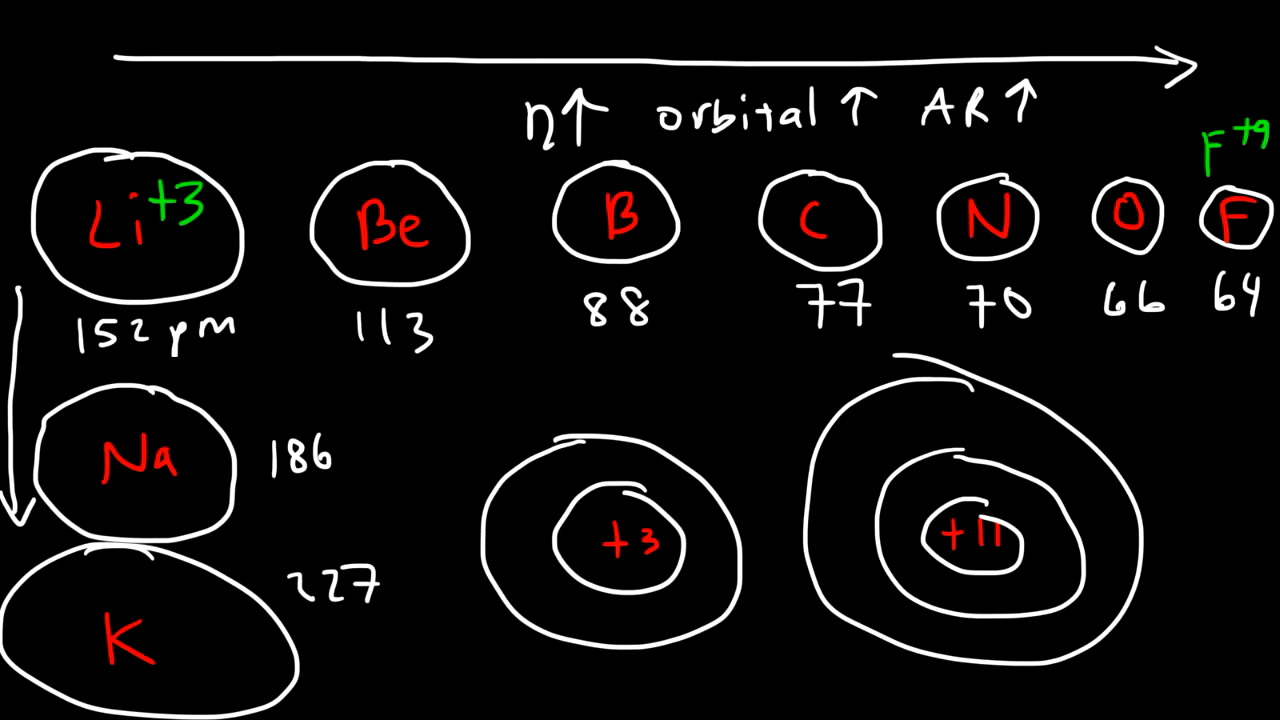 n↑ orbital ↑ AR ↑
F+9
Li+3 Be B C N O F
152 pm 113 88 77 70 66 64
Na 186
+3 +11
K 227